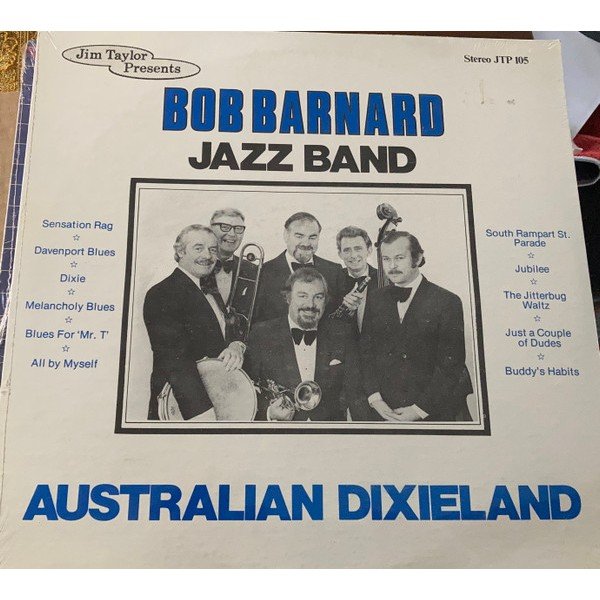 Jim Taylor
Presents
Stereo JTP 105
BOB BARNARD
JAZZ BAND
Sensation Rag
☆
Davenport Blues
☆
Dixie
☆
Melancholy Blues
☆
Blues For 'Mr. T'
☆
All by Myself
South Rampart St.
Parade
☆
Jubilee
☆
The Jitterbug
Waltz
☆
Just a Couple
of Dudes
☆
Buddy's Habits
AUSTRALIAN DIXIELAND